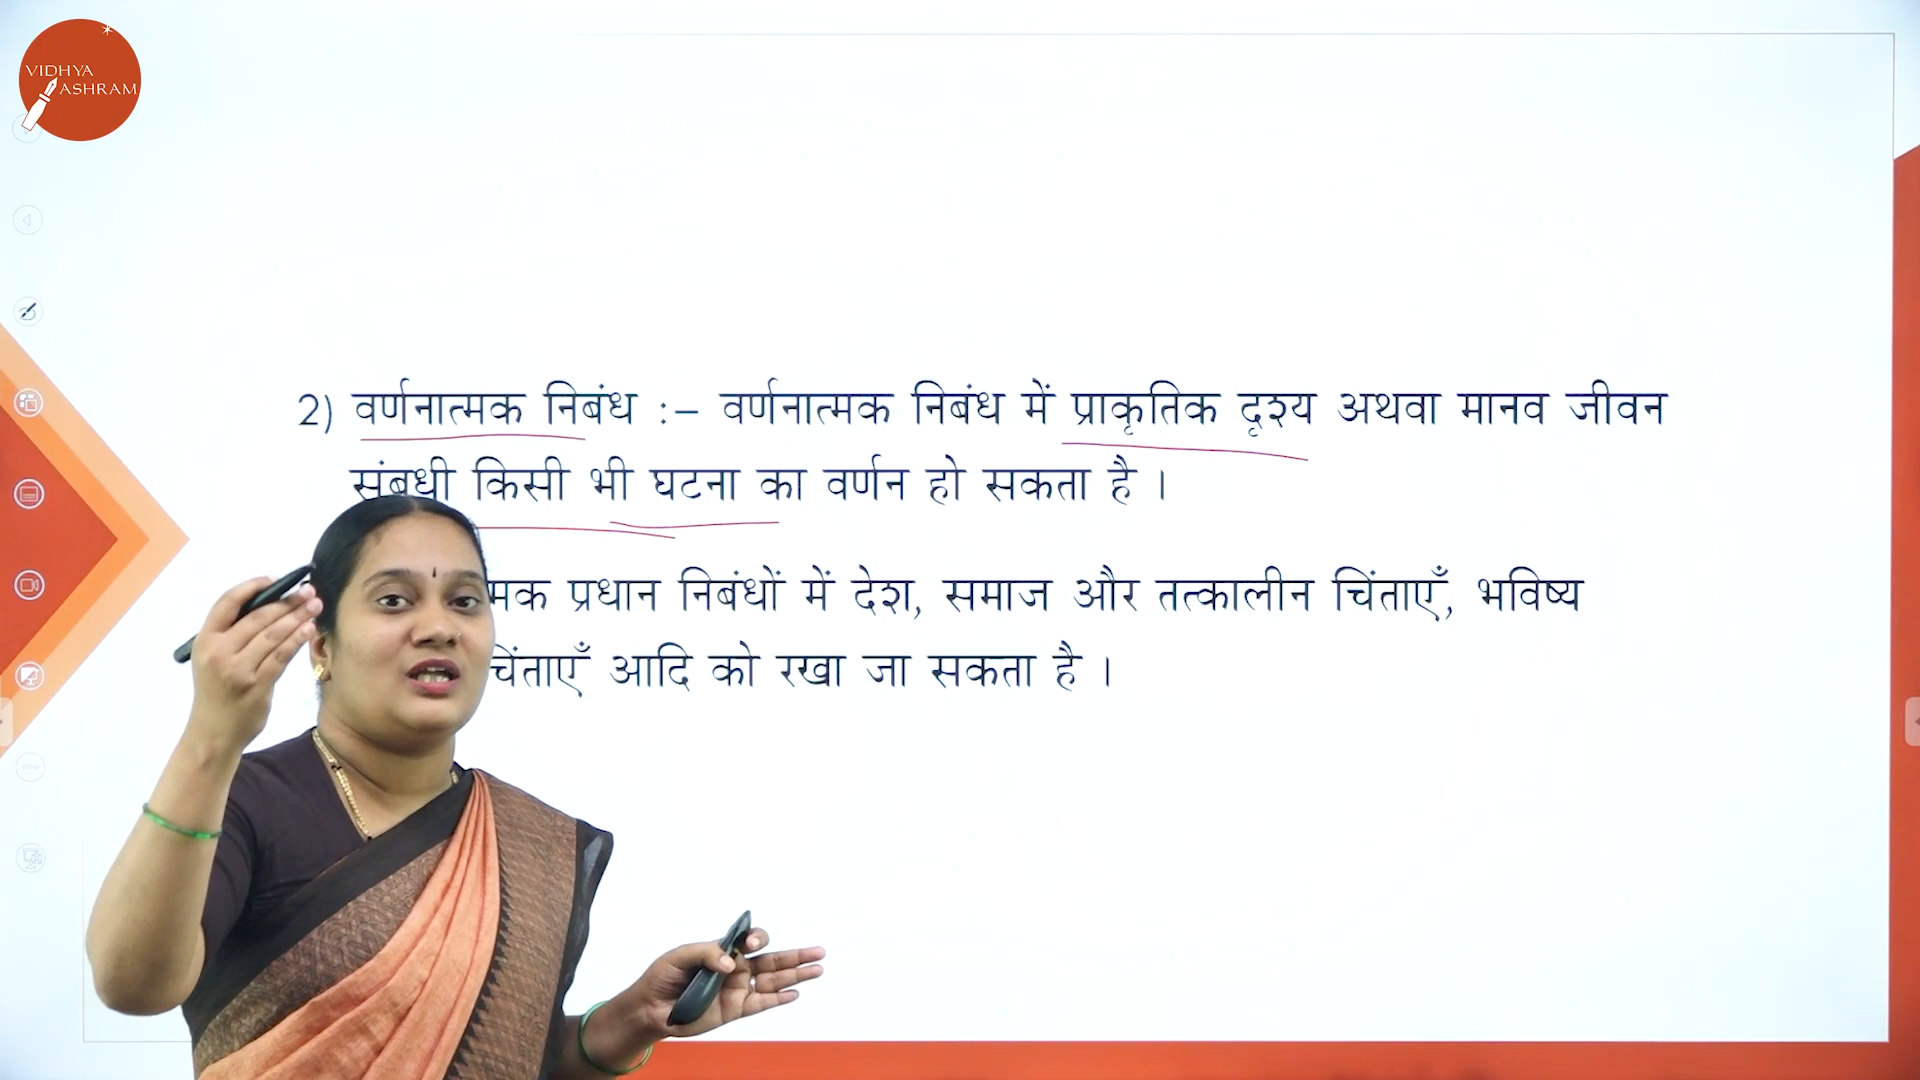 VIDHYA
ASHRAM
2) वर्णनात्मक निबंध :– वर्णनात्मक निबंध में प्राकृतिक दृश्य अथवा मानव जीवन
संबधी किसी भी घटना का वर्णन हो सकता है ।
प्रधान निबंधों में देश, समाज और तत्कालीन चिंताएँ, भविष्य
चिंताएँ आदि को रखा जा सकता है ।